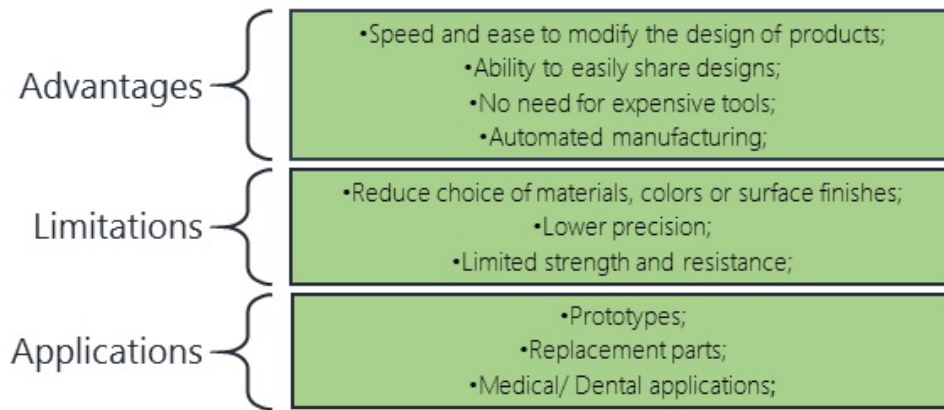 Advantages
•Speed and ease to modify the design of products;
•Ability to easily share designs;
•No need for expensive tools;
•Automated manufacturing;
Limitations
•Reduce choice of materials, colors or surface finishes;
•Lower precision;
•Limited strength and resistance;
Applications
•Prototypes;
•Replacement parts;
•Medical/ Dental applications;